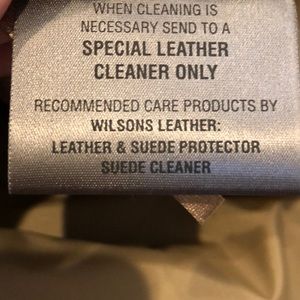 WHEN CLEANING IS
NECESSARY SEND TO A
SPECIAL LEATHER
CLEANER ONLY
RECOMMENDED CARE PRODUCTS BY
WILSONS LEATHER:
LEATHER & SUEDE PROTECTOR
SUEDE CLEANER